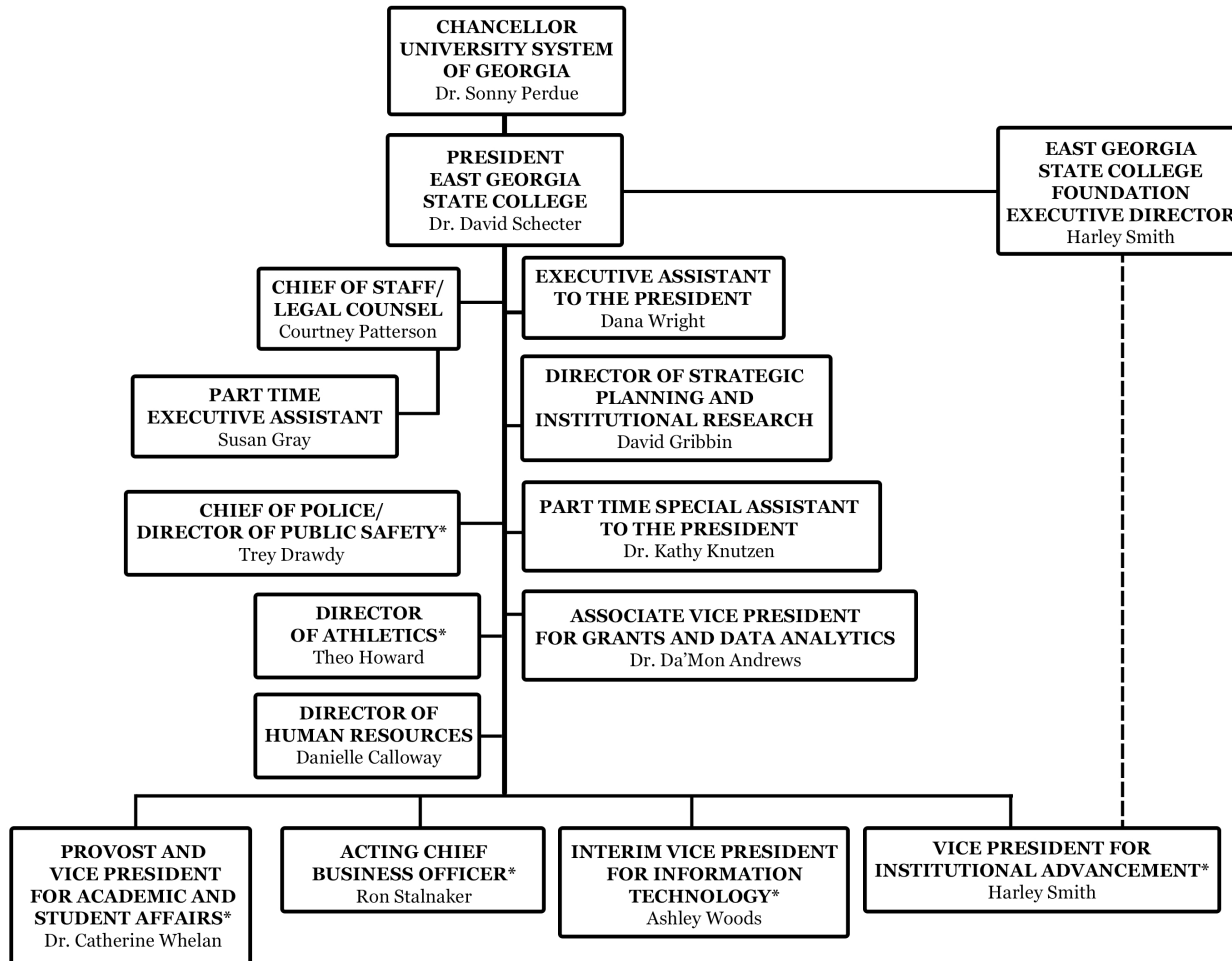 CHANCELLOR
UNIVERSITY SYSTEM
OF GEORGIA
Dr. Sonny Perdue
PRESIDENT
EAST GEORGIA
STATE COLLEGE
Dr. David Schecter
EAST GEORGIA
STATE COLLEGE
FOUNDATION
EXECUTIVE DIRECTOR
Harley Smith
CHIEF OF STAFF/
LEGAL COUNSEL
Courtney Patterson
EXECUTIVE ASSISTANT
TO THE PRESIDENT
Dana Wright
PART TIME
EXECUTIVE ASSISTANT
Susan Gray
DIRECTOR OF STRATEGIC
PLANNING AND
INSTITUTIONAL RESEARCH
David Gribbin
CHIEF OF POLICE/
DIRECTOR OF PUBLIC SAFETY*
Trey Drawdy
PART TIME SPECIAL ASSISTANT
TO THE PRESIDENT
Dr. Kathy Knutzen
DIRECTOR
OF ATHLETICS*
Theo Howard
ASSOCIATE VICE PRESIDENT
FOR GRANTS AND DATA ANALYTICS
Dr. Da’Mon Andrews
DIRECTOR OF
HUMAN RESOURCES
Danielle Calloway
PROVOST AND
VICE PRESIDENT
FOR ACADEMIC AND
STUDENT AFFAIRS*
Dr. Catherine Whelan
ACTING CHIEF
BUSINESS OFFICER*
Ron Stalnaker
INTERIM VICE PRESIDENT
FOR INFORMATION
TECHNOLOGY*
Ashley Woods
VICE PRESIDENT FOR
INSTITUTIONAL ADVANCEMENT*
Harley Smith